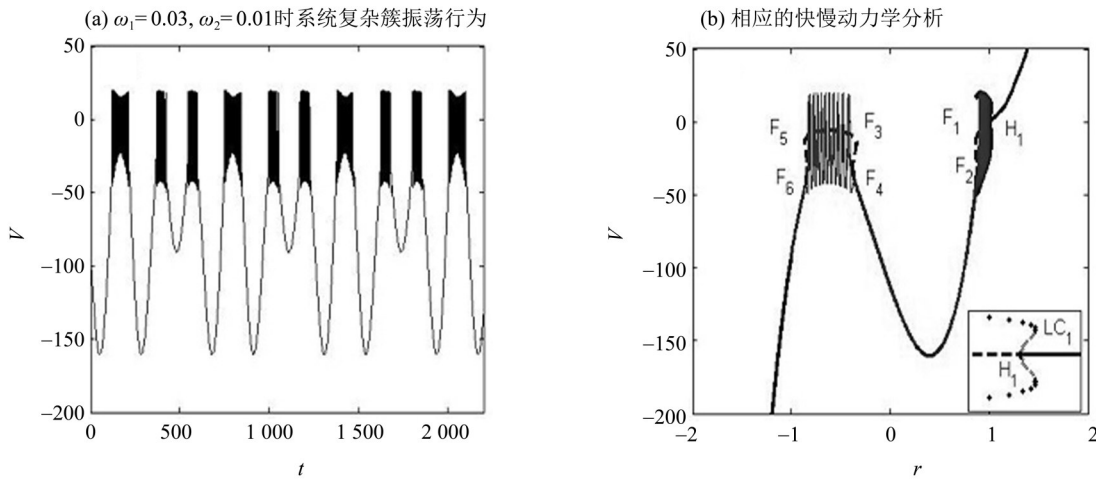 (a) ω₁= 0.03, ω₂= 0.01时系统复杂簇振荡行为
50
0
−50
−100
−150
−200
V
0
500
1 000
1 500
2 000
t
(b) 相应的快慢动力学分析
50
0
−50
−100
−150
−200
V
F₅
F₃
F₆
F₄
F₁
H₁
F₂
LC₁
H₁
−2
−1
0
1
2
r